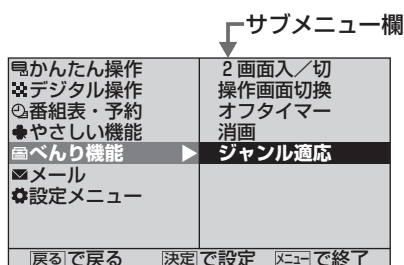 サブメニュー欄
かんたん操作
デジタル操作
番組表・予約
やさしい機能
べんり機能
メール
設定メニュー
2画面入／切
操作画面切換
オフタイマー
消画
ジャンル適応
戻るで戻る 決定で設定 メニューで終了